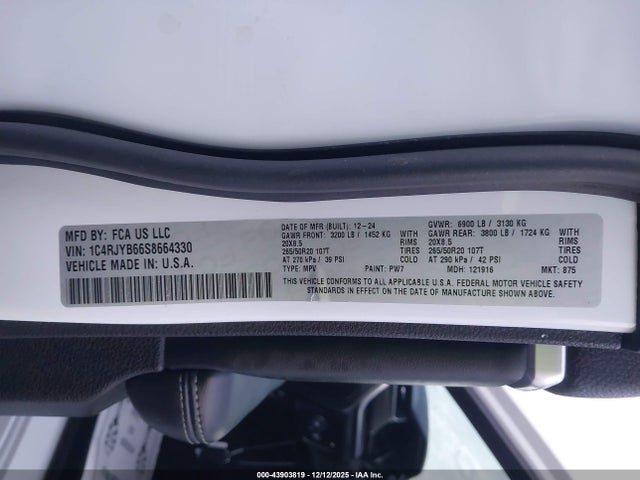 MFD BY: FCA US LLC
VIN: 1C4RJYB66S8664330
VEHICLE MADE IN: U.S.A.
DATE OF MFR (BUILT): 12-24
GVWR: 6900 LB / 3130 KG
GAWR FRONT: 3200 LB / 1452 KG WITH
GAWR REAR: 3800 LB / 1724 KG WITH
20X8.5 RIMS
20X8.5 RIMS
265/50R20 107T TIRES
265/50R20 107T TIRES
AT 270 kPa / 39 PSI COLD
AT 290 kPa / 42 PSI COLD
TYPE: MPV PAINT: PW7 MDH: 121916 MKT: 875
THIS VEHICLE CONFORMS TO ALL APPLICABLE U.S.A. FEDERAL MOTOR VEHICLE SAFETY
STANDARDS IN EFFECT ON THE DATE OF MANUFACTURE SHOWN ABOVE.
000-43903819 - 12/12/2025 - IAA